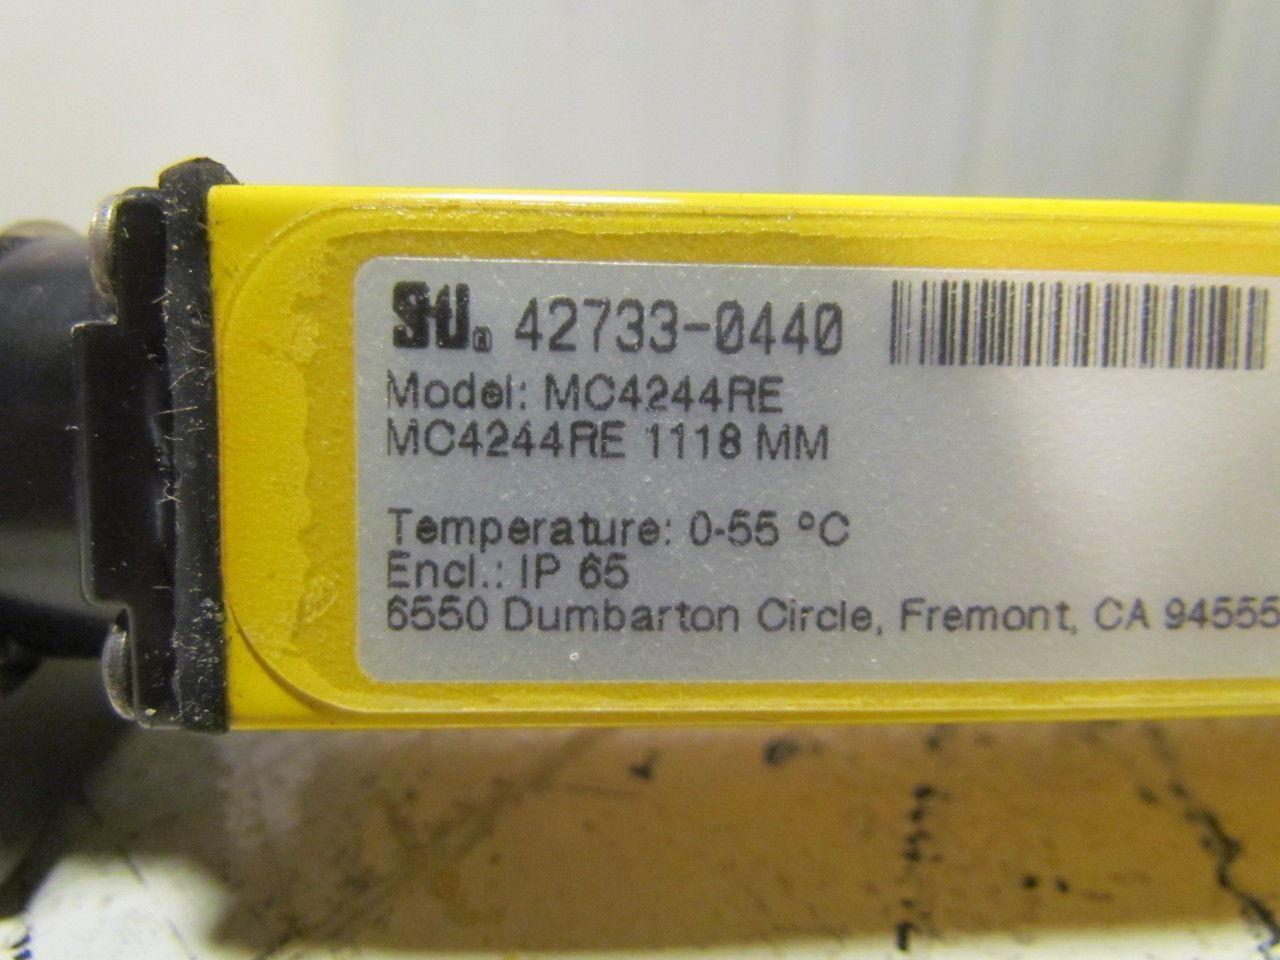 STI® 42733-0440
Model: MC4244RE
MC4244RE 1118 MM
Temperature: 0-55 °C
Encl.: IP 65
6550 Dumbarton Circle, Fremont, CA 94555